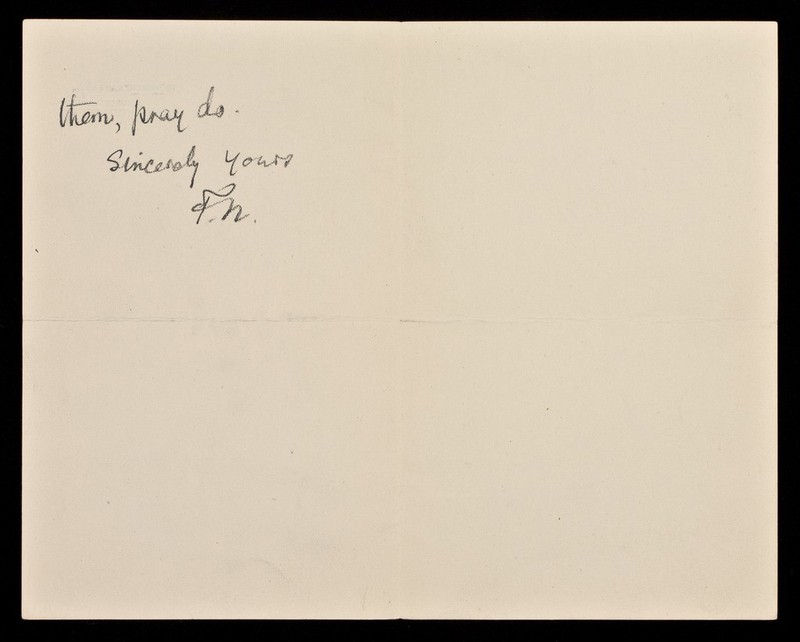 them, pray do.
Sincerely yours
F.N.